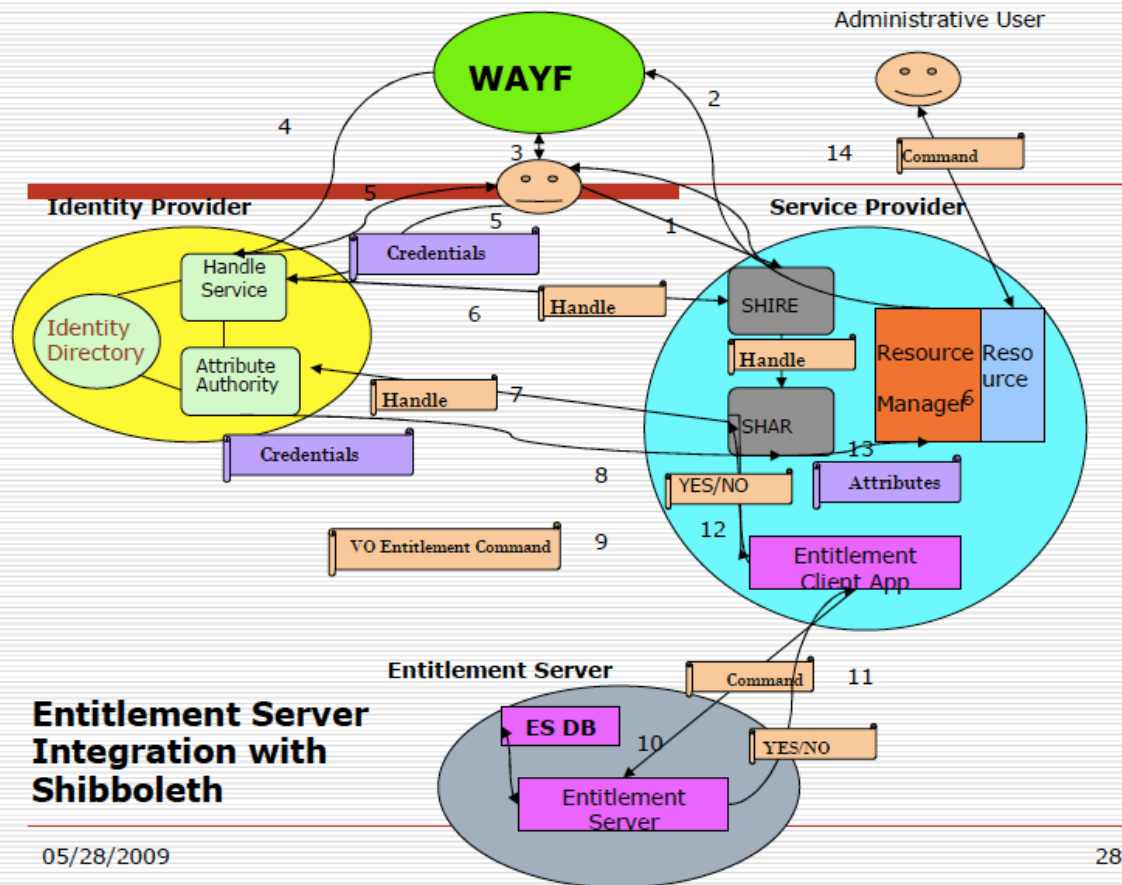 Administrative User
WAYF
2
4
3
14
Command
5
Identity Provider
Service Provider
5
1
Credentials
Handle
Service
6
Handle
SHIRE
Identity
Directory
Handle
Resource
Manager
6
Reso
urce
Attribute
Authority
Handle
7
SHAR
Credentials
8
13
YES/NO
Attributes
VO Entitlement Command
9
12
Entitlement
Client App
Entitlement Server
Command
11
Entitlement Server
Integration with
Shibboleth
ES DB
10
YES/NO
Entitlement
Server
05/28/2009
28